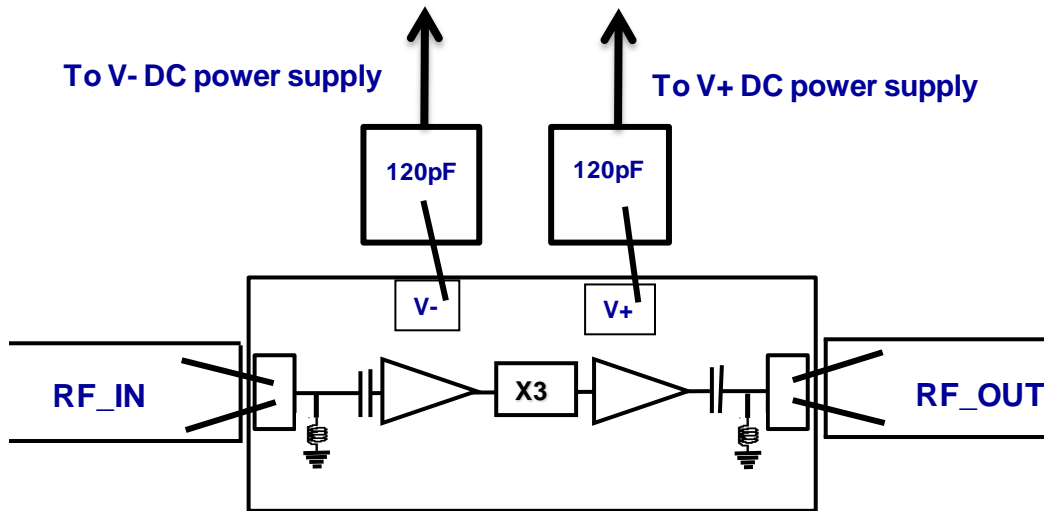 To V- DC power supply
To V+ DC power supply
120pF
120pF
V-
V+
RF_IN
X3
RF_OUT